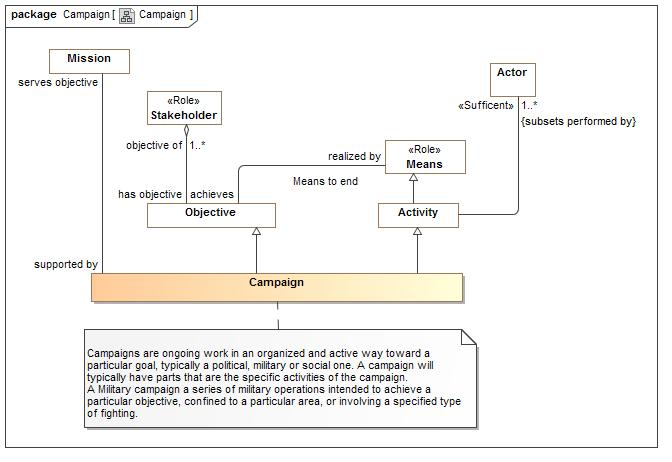 package Campaign [ Campaign ]
Mission
serves objective
Actor
«Role»
Stakeholder
«Sufficent» 1..*
{subsets performed by}
objective of 1..*
«Role»
Means
realized by
Means to end
has objective achieves
Objective
Activity
supported by
Campaign
Campaigns are ongoing work in an organized and active way toward a
particular goal, typically a political, military or social one. A campaign will
typically have parts that are the specific activities of the campaign.
A Military campaign a series of military operations intended to achieve a
particular objective, confined to a particular area, or involving a specified type
of fighting.